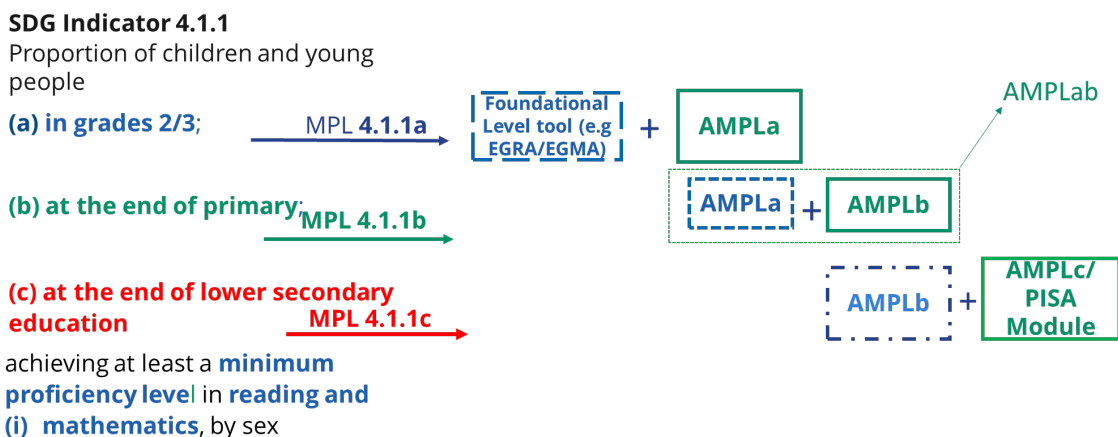 SDG Indicator 4.1.1
Proportion of children and young
people
(a) in grades 2/3;
MPL 4.1.1a
Foundational
Level tool (e.g
EGRA/EGMA)
+
AMPLa
AMPLab
(b) at the end of primary;
MPL 4.1.1b
AMPLa
+
AMPLb
(c) at the end of lower secondary
education
MPL 4.1.1c
AMPLb
+
AMPLc/
PISA
Module
achieving at least a minimum
proficiency level in reading and
(i) mathematics, by sex